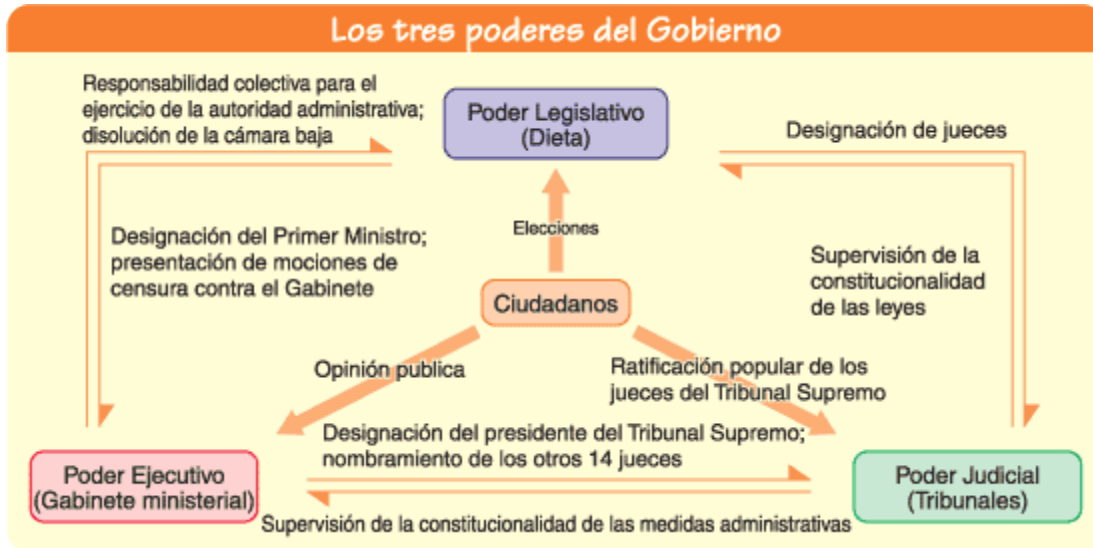 Los tres poderes del Gobierno
Responsabilidad colectiva para el
ejercicio de la autoridad administrativa;
disolución de la cámara baja
Poder Legislativo
(Dieta)
Designación de jueces
Designación del Primer Ministro;
presentación de mociones de
censura contra el Gabinete
Elecciones
Supervisión de la
constitucionalidad
de las leyes
Ciudadanos
Opinión publica
Ratificación popular de los
jueces del Tribunal Supremo
Designación del presidente del Tribunal Supremo;
nombramiento de los otros 14 jueces
Poder Ejecutivo
(Gabinete ministerial)
Poder Judicial
(Tribunales)
Supervisión de la constitucionalidad de las medidas administrativas